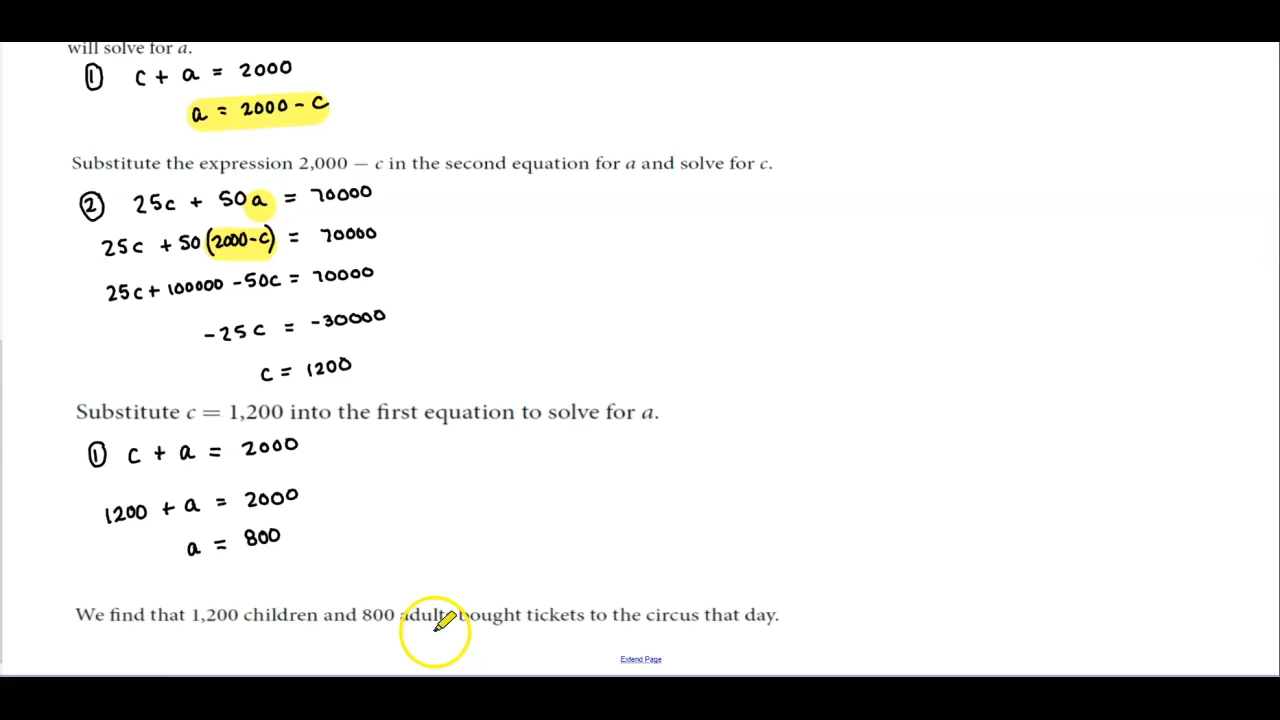 will solve for a.
① c + a = 2000
a = 2000 - c
Substitute the expression 2,000 − c in the second equation for a and solve for c.
② 25c + 50a = 70000
25c + 50(2000-c) = 70000
25c + 100000 - 50c = 70000
-25c = -30000
c = 1200
Substitute c = 1,200 into the first equation to solve for a.
① c + a = 2000
1200 + a = 2000
a = 800
We find that 1,200 children and 800 adults bought tickets to the circus that day.
Extend Page